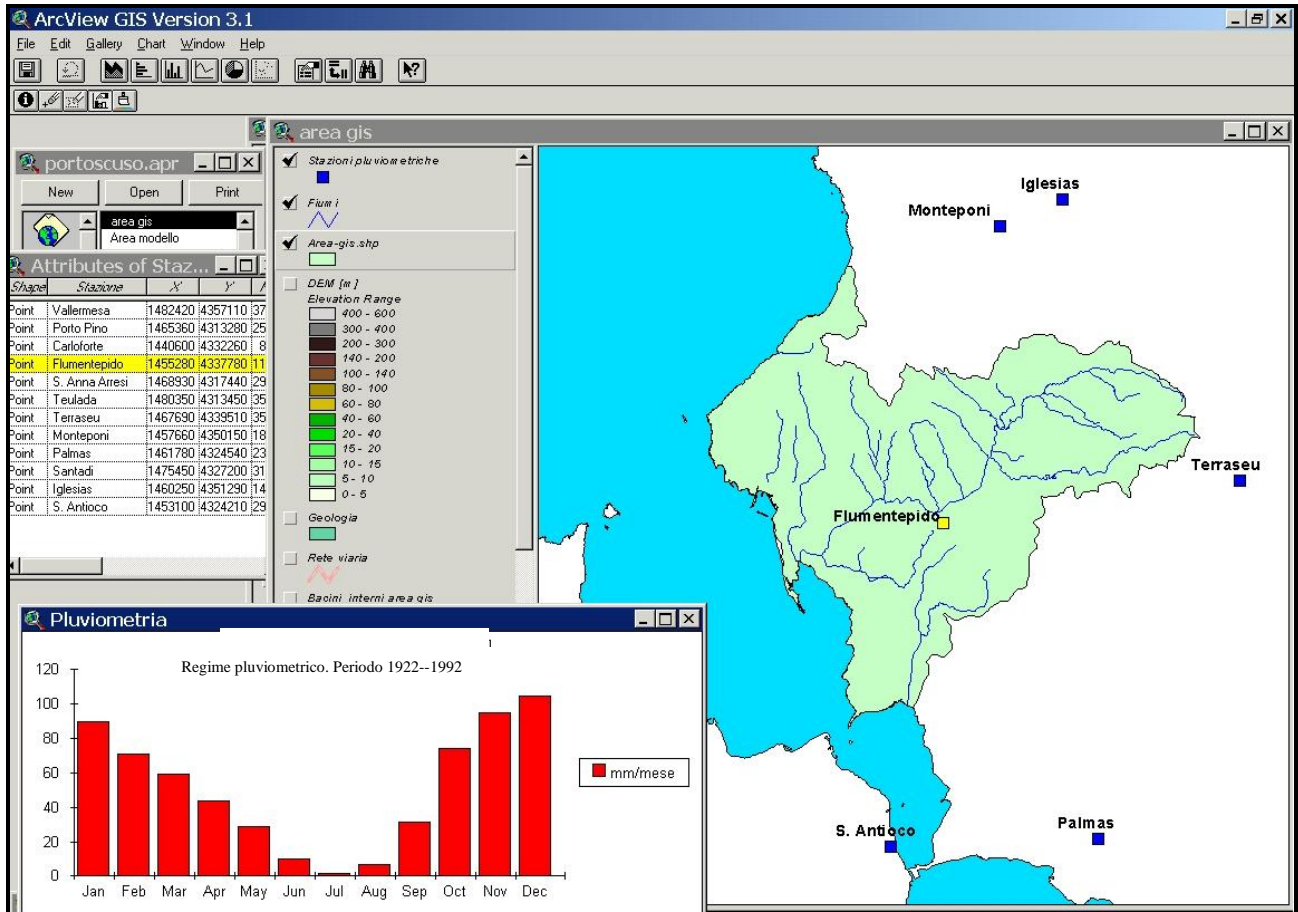 ArcView GIS Version 3.1
File Edit Gallery Chart Window Help
area gis
Stazioni pluviometriche
Fiumi
Area-gis.shp
DEM [m]
Elevation Range
400 - 600
300 - 400
200 - 300
140 - 200
100 - 140
80 - 100
60 - 80
40 - 60
20 - 40
15 - 20
10 - 15
5 - 10
0 - 5
Geologia
Rete viaria
Bacini interni area gis
portoscuso.apr
New Open Print
area gis
Area modello
Attributes of Staz...
Shape Stazione X Y
Point Vallermesa 1482420 4357110 37
Point Porto Pino 1465360 4313280 25
Point Carloforte 1440600 4332260 8
Point Flumentepido 1455280 4337780 11
Point S. Anna Arresi 1468930 4317440 29
Point Teulada 1480350 4313450 35
Point Terraseu 1467690 4339510 35
Point Monteponi 1457660 4350150 18
Point Palmas 1461780 4324540 23
Point Santadi 1475450 4327200 31
Point Iglesias 1460250 4351290 14
Point S. Antioco 1453100 4324210 29
Iglesias
Monteponi
Terraseu
Flumentepido
S. Antioco
Palmas
Pluviometria
Regime pluviometrico. Periodo 1922--1992
120
100
80
60
40
20
0
Jan Feb Mar Apr May Jun Jul Aug Sep Oct Nov Dec
mm/mese